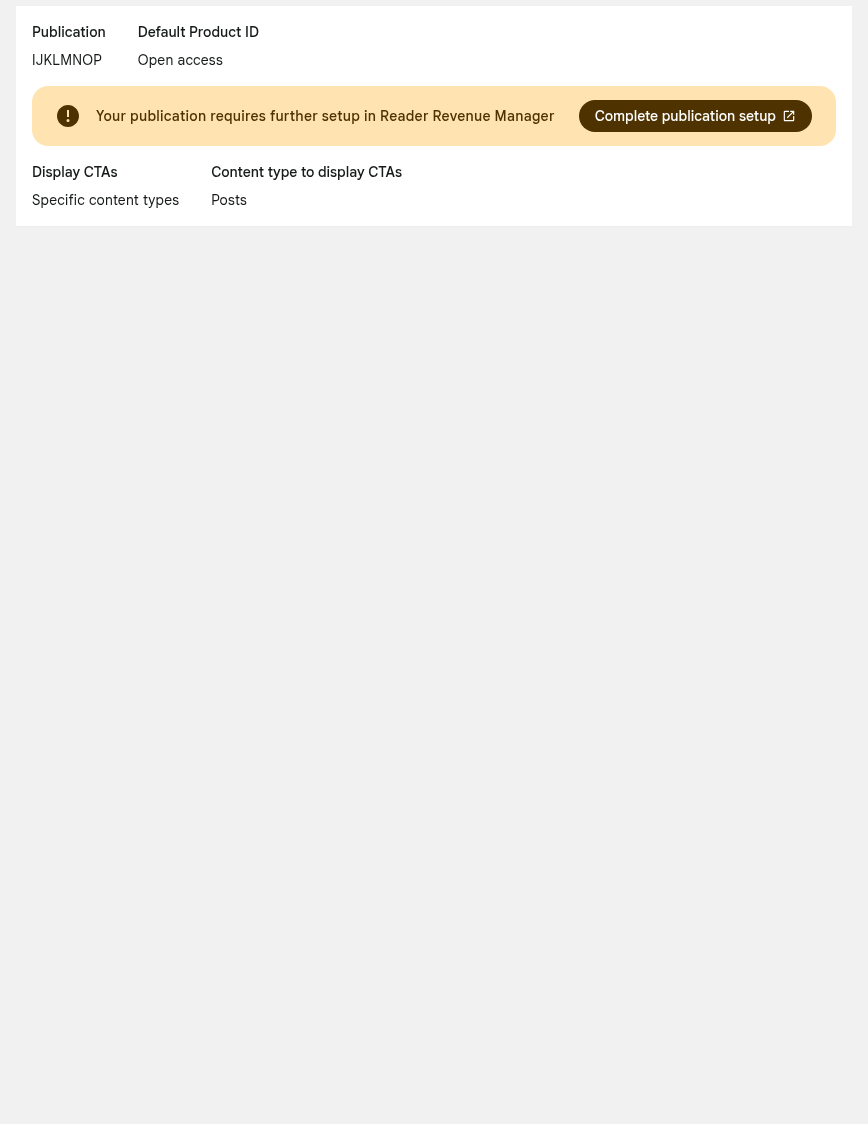 Publication Default Product ID
IJKLMNOP Open access
Your publication requires further setup in Reader Revenue Manager Complete publication setup
Display CTAs Content type to display CTAs
Specific content types Posts